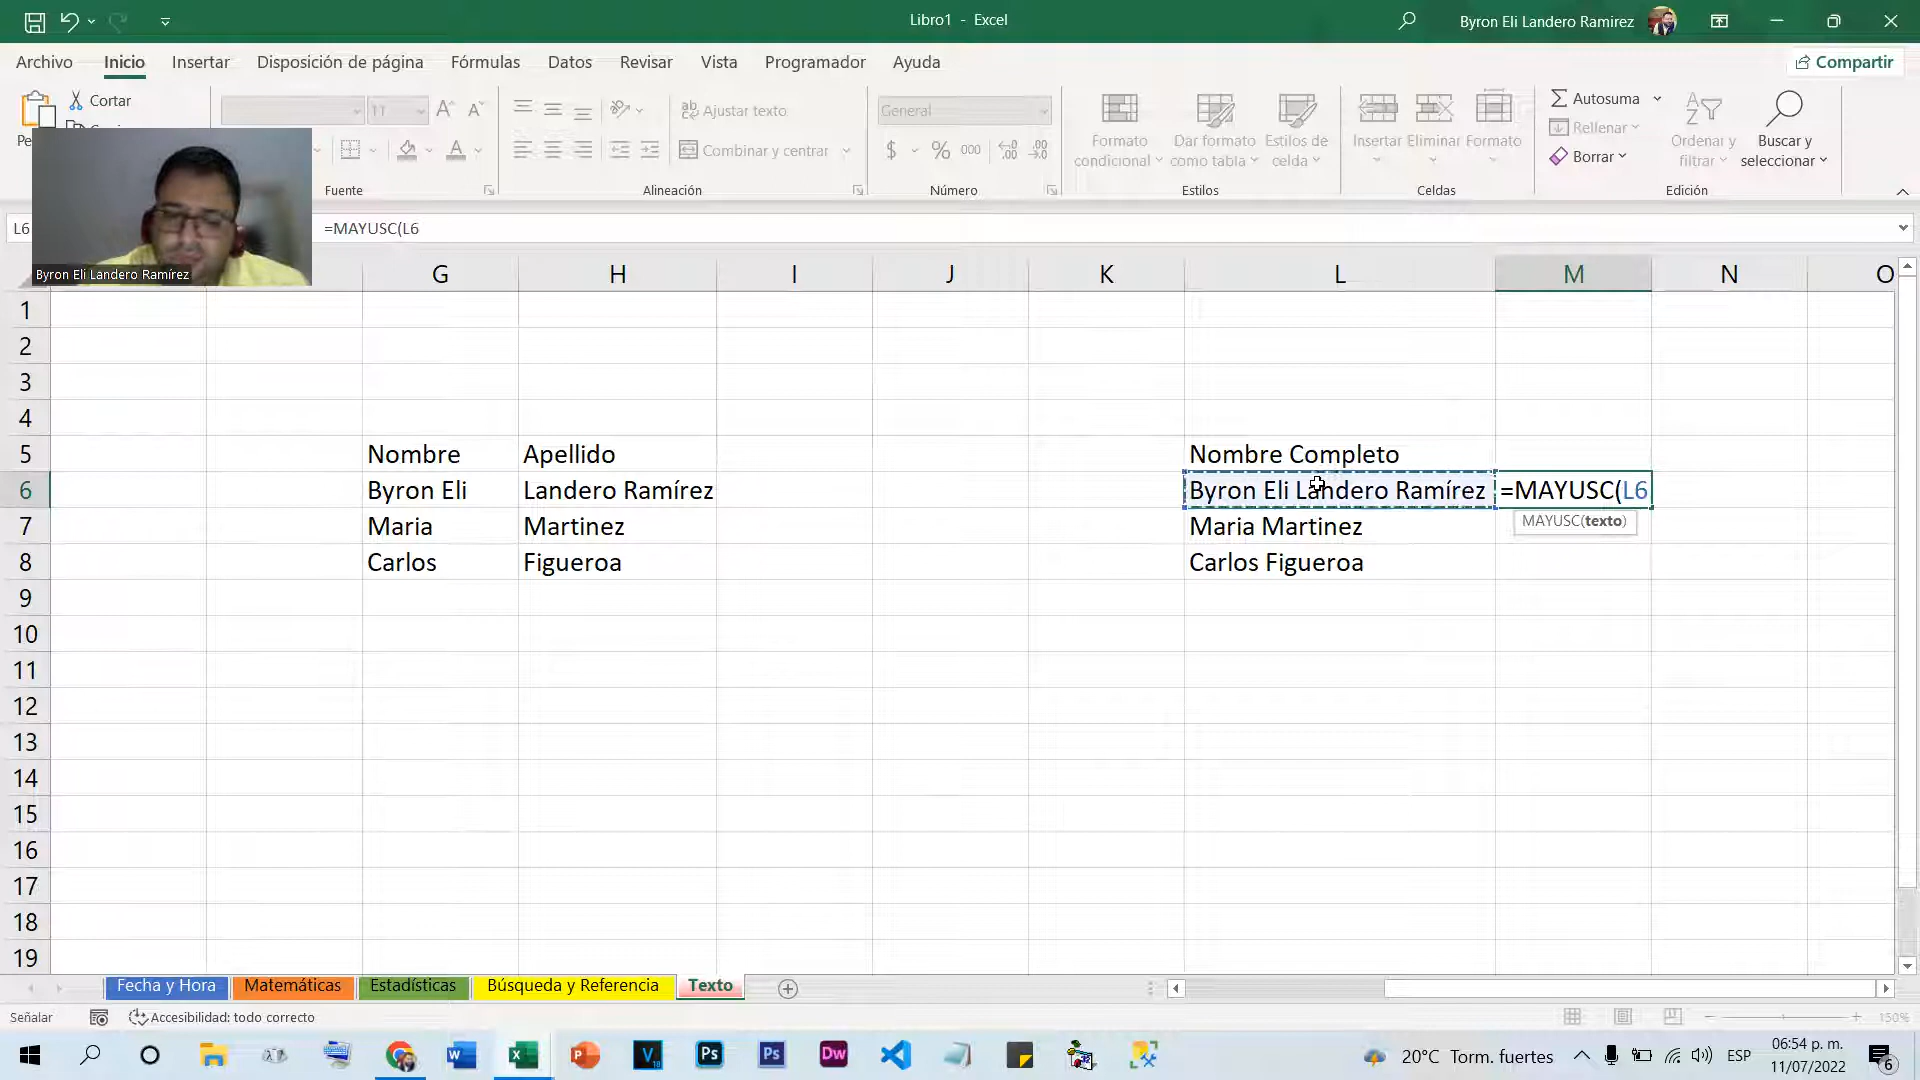 Libro1 - Excel
Byron Eli Landero Ramirez
Archivo Inicio Insertar Disposición de página Fórmulas Datos Revisar Vista Programador Ayuda
Compartir
Cortar
11
Ajustar texto
General
Formato condicional
Dar formato como tabla
Estilos de celda
Insertar Eliminar Formato
Autosuma
Rellenar
Borrar
Ordenar y filtrar
Buscar y seleccionar
Combinar y centrar
$ % 000
Fuente Alineación Número Estilos Celdas Edición
L6
=MAYUSC(L6
Byron Eli Landero Ramírez
G H I J K L M N O
1
2
3
4
5 Nombre Apellido Nombre Completo
6 Byron Eli Landero Ramírez Byron Eli Landero Ramírez =MAYUSC(L6
MAYUSC(texto)
7 Maria Martinez Maria Martinez
8 Carlos Figueroa Carlos Figueroa
9
10
11
12
13
14
15
16
17
18
19
Fecha y Hora Matemáticas Estadísticas Búsqueda y Referencia Texto
Señalar Accesibilidad: todo correcto 150%
20°C Torm. fuertes ESP 06:54 p. m.
11/07/2022
6